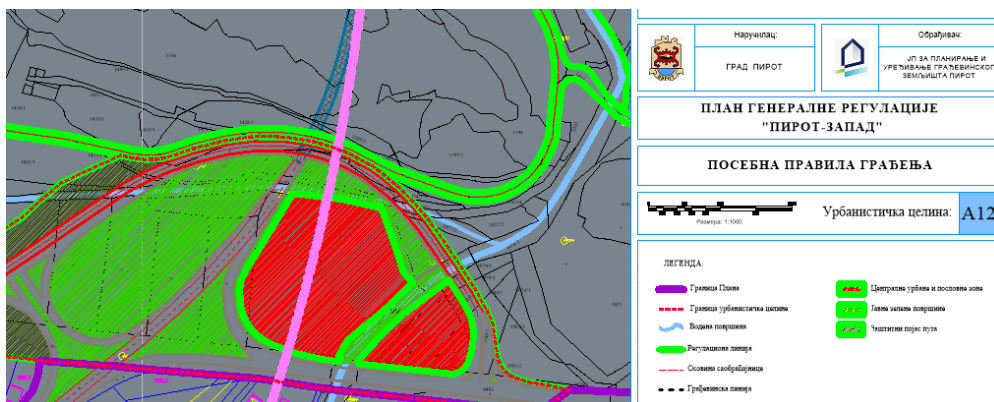 Наручилац:
ГРАД ПИРОТ
Обрађивач:
ЈП ЗА ПЛАНИРАЊЕ И
УРЕЂИВАЊЕ ГРАЂЕВИНСКОГ
ЗЕМЉИШТА ПИРОТ
ПЛАН ГЕНЕРАЛНЕ РЕГУЛАЦИЈЕ
"ПИРОТ-ЗАПАД"
ПОСЕБНА ПРАВИЛА ГРАЂЕЊА
Размера: 1:1000
Урбанистичка целина: А12
ЛЕГЕНДА:
Граница Плана
Граница урбанистичке целине
Водена површина
Регулациона линија
Осовина саобраћајнице
Грађевинска линија
Централне урбане и пословне зоне
Јавне зелене површине
Заштитни појас пута